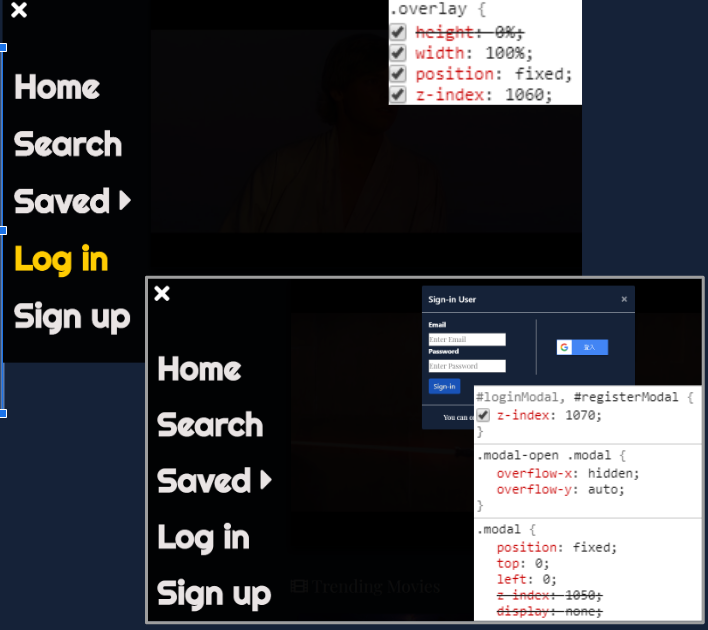 ×
Home
Search
Saved
Log in
Sign up
.overlay {
height: 0%;
width: 100%;
position: fixed;
z-index: 1060;
×
Home
Search
Saved
Log in
Sign up
Trending Movies
Sign-in User
×
Email
Enter Email
Password
Enter Password
Sign-in
G 登入
You can o
#loginModal, #registerModal {
z-index: 1070;
}
.modal-open .modal {
overflow-x: hidden;
overflow-y: auto;
}
.modal {
position: fixed;
top: 0;
left: 0;
z-index: 1050;
display: none;